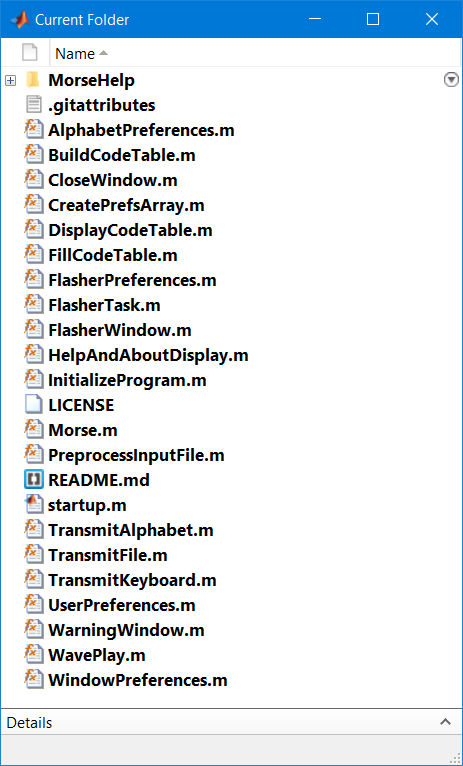 Current Folder
Name
MorseHelp
.gitattributes
AlphabetPreferences.m
BuildCodeTable.m
CloseWindow.m
CreatePrefsArray.m
DisplayCodeTable.m
FillCodeTable.m
FlasherPreferences.m
FlasherTask.m
FlasherWindow.m
HelpAndAboutDisplay.m
InitializeProgram.m
LICENSE
Morse.m
PreprocessInputFile.m
README.md
startup.m
TransmitAlphabet.m
TransmitFile.m
TransmitKeyboard.m
UserPreferences.m
WarningWindow.m
WavePlay.m
WindowPreferences.m
Details